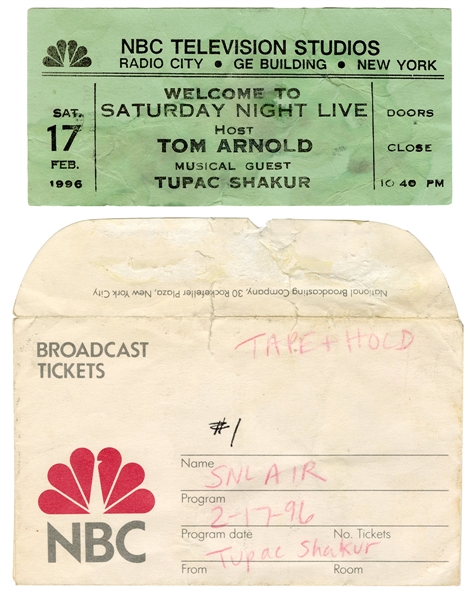 NBC TELEVISION STUDIOS
RADIO CITY • GE BUILDING • NEW YORK
SAT.
17
FEB.
1996
WELCOME TO
SATURDAY NIGHT LIVE
HOST
TOM ARNOLD
MUSICAL GUEST
TUPAC SHAKUR
DOORS
CLOSE
10 40 PM
National Broadcasting Company, 30 Rockefeller Plaza, New York City
BROADCAST
TICKETS
TAPE + HOLD
#1
Name
SNL AIR
Program
2-17-96
Program date No. Tickets
Tupac Shakur
From Room
NBC